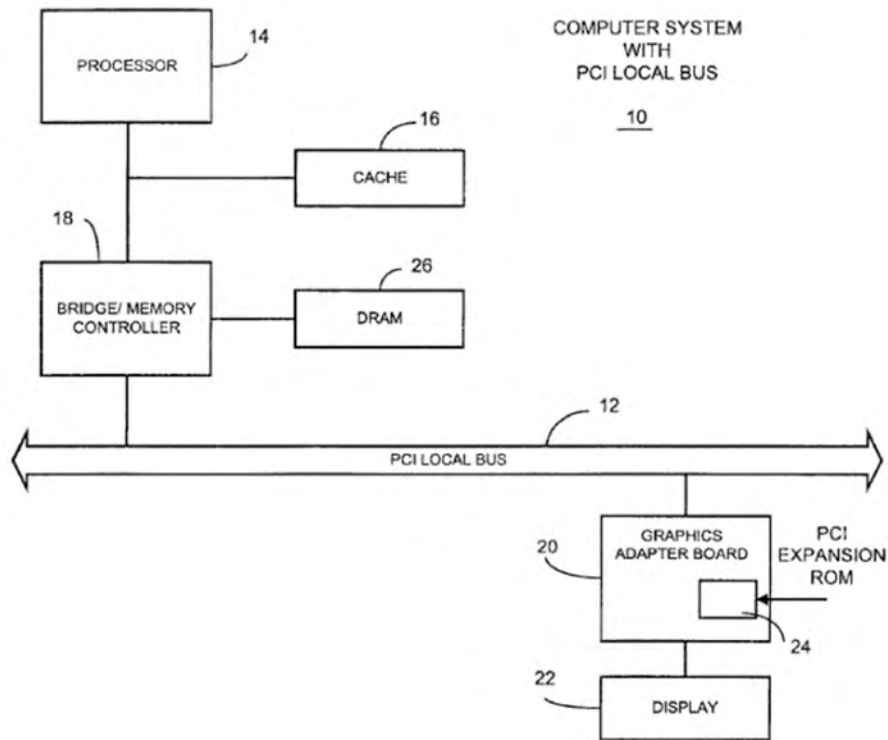 14
PROCESSOR
COMPUTER SYSTEM
WITH
PCI LOCAL BUS
10
16
CACHE
18
BRIDGE/ MEMORY
CONTROLLER
26
DRAM
12
PCI LOCAL BUS
20
GRAPHICS
ADAPTER BOARD
PCI
EXPANSION
ROM
24
22
DISPLAY